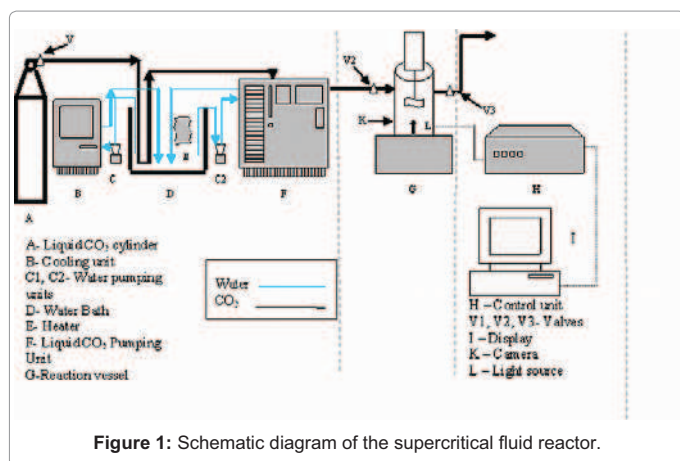 V
V2
V3
K
L
E
C
C2
B
D
F
G
H
A
I
A- Liquid CO₂ cylinder
B- Cooling unit
C1, C2- Water pumping
units
D- Water Bath
E- Heater
F- Liquid CO₂ Pumping
Unit
G-Reaction vessel
Water
CO₂
H – Control unit
V1, V2, V3- Valves
I – Display
K – Camera
L – Light source
Figure 1: Schematic diagram of the supercritical fluid reactor.